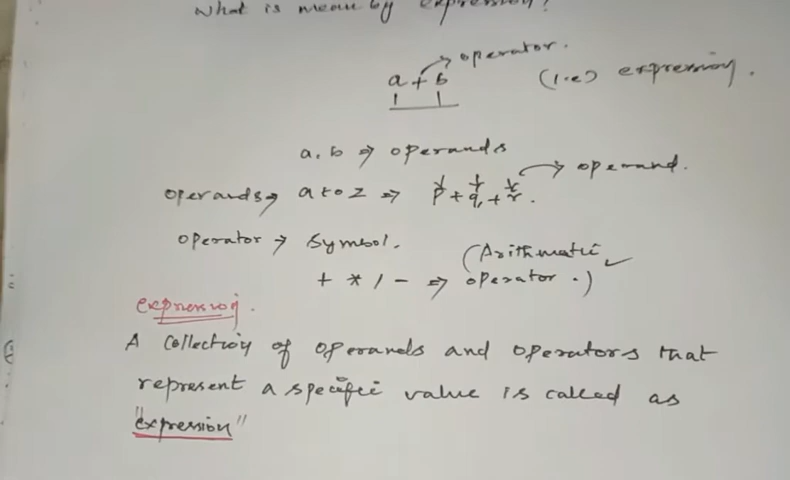 What is mean by expression?
operator.
a + b (i.e) expression.
a, b => operands
operands => a to z => p + q + r. -> operand.
operator -> symbol.
+ * / - => (Arithmatic operator.)
expression.
A collection of operands and operators that
represent a specific value is called as
"expression"